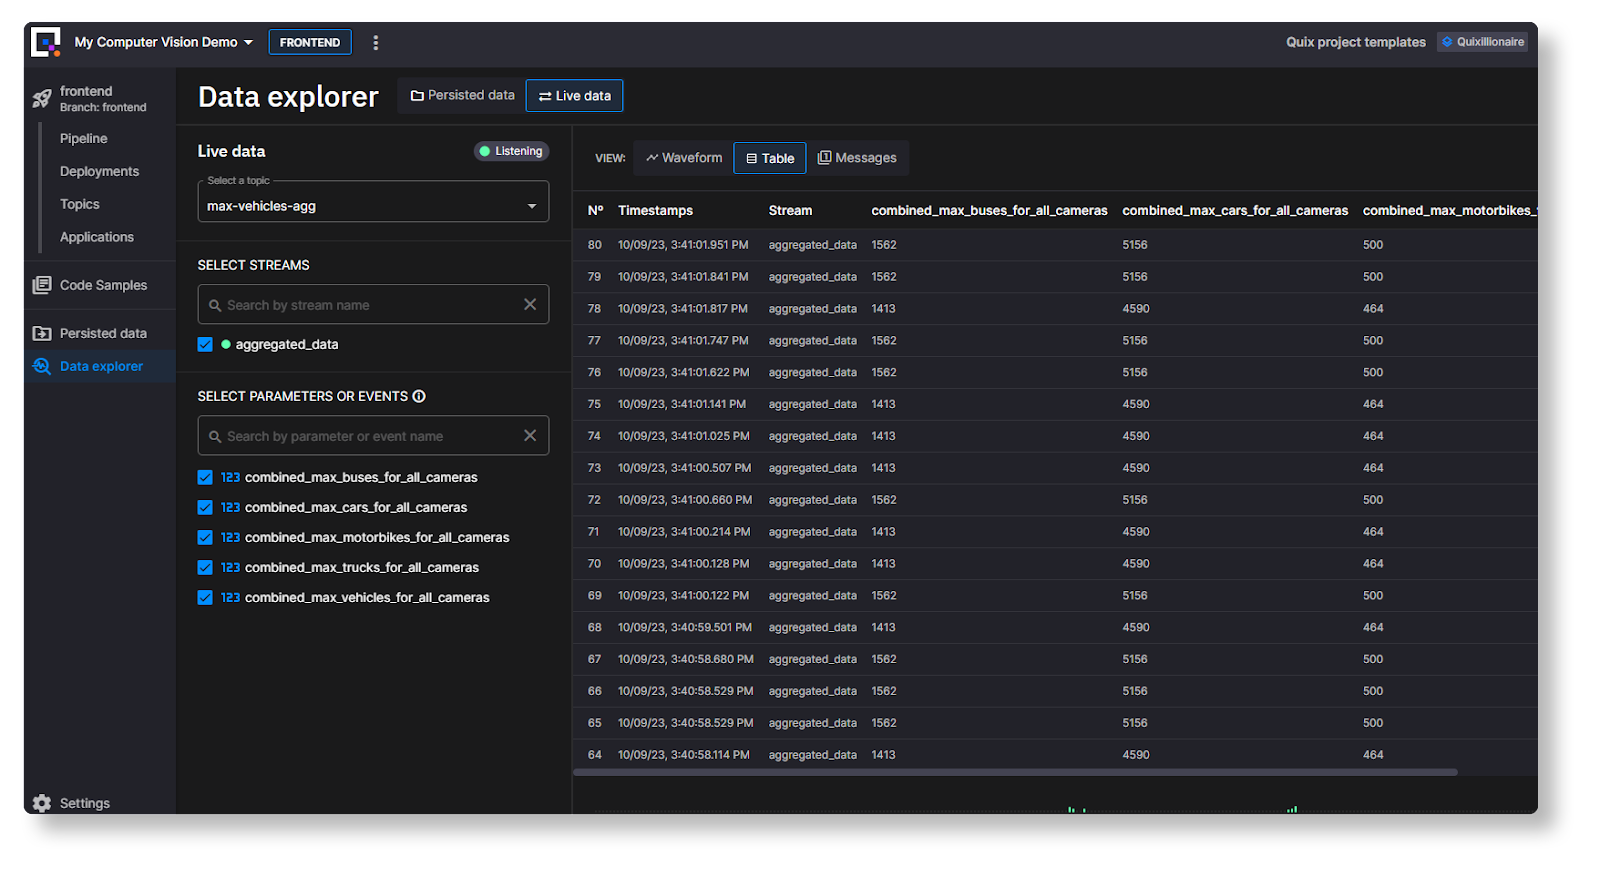 My Computer Vision Demo FRONTEND Quix project templates Quixillionaire
frontend
Branch: frontend
Pipeline
Deployments
Topics
Applications
Code Samples
Persisted data
Data explorer
Settings
Data explorer Persisted data Live data
Live data Listening
Select a topic
max-vehicles-agg
SELECT STREAMS
Search by stream name
aggregated_data
SELECT PARAMETERS OR EVENTS
Search by parameter or event name
123 combined_max_buses_for_all_cameras
123 combined_max_cars_for_all_cameras
123 combined_max_motorbikes_for_all_cameras
123 combined_max_trucks_for_all_cameras
123 combined_max_vehicles_for_all_cameras
VIEW: Waveform Table Messages
Nº Timestamps Stream combined_max_buses_for_all_cameras combined_max_cars_for_all_cameras combined_max_motorbikes_
80 10/09/23, 3:41:01.951 PM aggregated_data 1562 5156 500
79 10/09/23, 3:41:01.841 PM aggregated_data 1562 5156 500
78 10/09/23, 3:41:01.817 PM aggregated_data 1413 4590 464
77 10/09/23, 3:41:01.747 PM aggregated_data 1562 5156 500
76 10/09/23, 3:41:01.622 PM aggregated_data 1562 5156 500
75 10/09/23, 3:41:01.141 PM aggregated_data 1413 4590 464
74 10/09/23, 3:41:01.025 PM aggregated_data 1413 4590 464
73 10/09/23, 3:41:00.507 PM aggregated_data 1413 4590 464
72 10/09/23, 3:41:00.660 PM aggregated_data 1562 5156 500
71 10/09/23, 3:41:00.214 PM aggregated_data 1413 4590 464
70 10/09/23, 3:41:00.128 PM aggregated_data 1413 4590 464
69 10/09/23, 3:41:00.122 PM aggregated_data 1562 5156 500
68 10/09/23, 3:40:59.501 PM aggregated_data 1413 4590 464
67 10/09/23, 3:40:58.680 PM aggregated_data 1562 5156 500
66 10/09/23, 3:40:58.529 PM aggregated_data 1562 5156 500
65 10/09/23, 3:40:58.529 PM aggregated_data 1562 5156 500
64 10/09/23, 3:40:58.114 PM aggregated_data 1413 4590 464